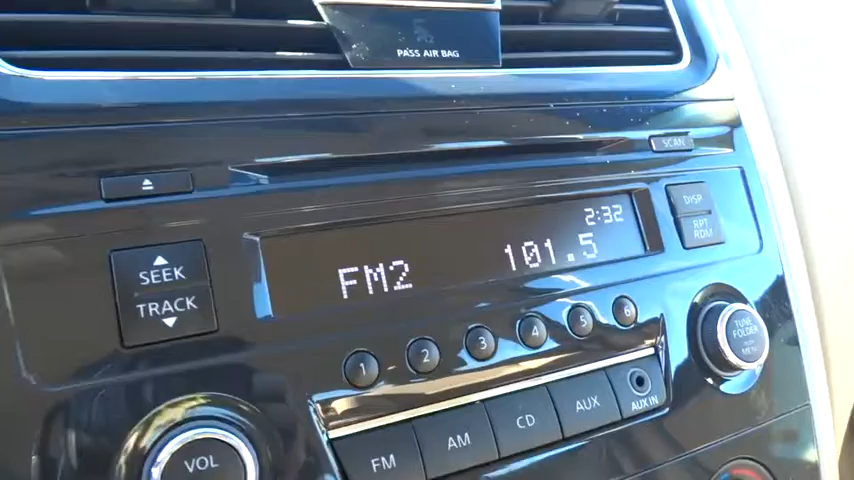 PASS AIR BAG
SCAN
DISP
RPT
RDM
2:32
FM2
101.5
SEEK
TRACK
1 2 3 4 5 6
TUNE
FOLDER
PUSH
MENU
VOL
FM
AM
CD
AUX
AUX IN